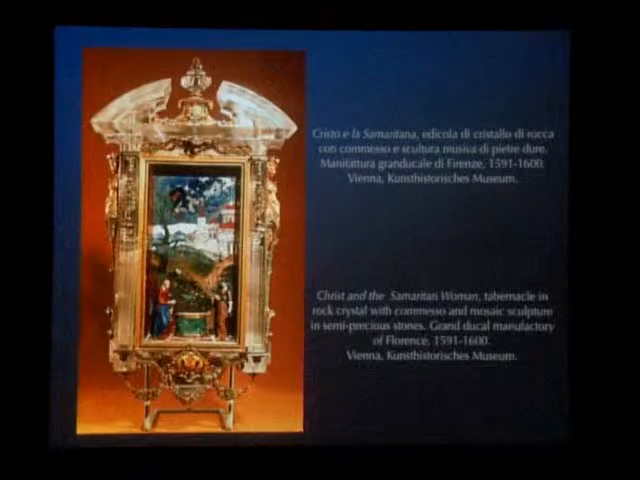 Cristo e la Samaritana, edicola di cristallo di rocca
con commesso e scultura musiva di pietre dure.
Manifattura granducale di Firenze, 1591-1600.
Vienna, Kunsthistorisches Museum.
Christ and the Samaritan Woman, tabernacle in
rock crystal with commesso and mosaic sculpture
in semi-precious stones. Grand ducal manufactory
of Florence, 1591-1600.
Vienna, Kunsthistorisches Museum.